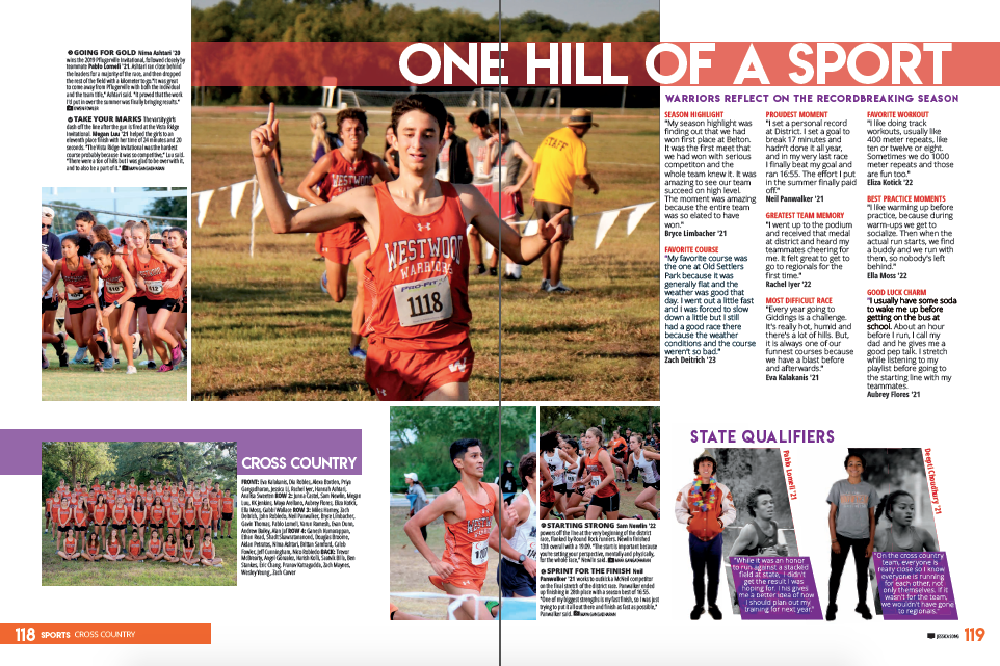 GOING FOR GOLD Nima Ashtari '20
wins the 2019 Pflugerville Invitational, followed closely by
teammate Pablo Lomeli '21. Ashtari ran close behind
the leaders for a majority of the race, and then dropped
the rest of the field with a kilometer to go. "It was great
to come away from Pflugerville with both the individual
and the team title," Ashtari said. "It proved that the work
I'd put in over the summer was finally bringing results."
OWEN FOWLER
TAKE YOUR MARKS The varsity girls
dash off the line after the gun is fired at the Vista Ridge
Invitational. Megan Luu '21 helped the girls to an
eleventh place finish with her time of 24 minutes and 20
seconds. "The Vista Ridge Invitational was the hardest
course probably because it was so competitive," Luu said.
"There were a ton of hills but I was glad to be over with it,
and to also be a part of it."
ONE HILL OF A SPORT
WARRIORS REFLECT ON THE RECORDBREAKING SEASON
SEASON HIGHLIGHT
"My season highlight was
finding out that we had
won first place at Belton.
It was the first meet that
we had won with serious
competiton and the
whole team knew it. It was
amazing to see our team
succeed on high level.
The moment was amazing
because the entire team
was so elated to have
won."
Bryce Limbacher '21
FAVORITE COURSE
"My favorite course was
the one at Old Settlers
Park because it was
generally flat and the
weather was good that
day. I went out a little fast
and I was forced to slow
down a little but I still
had a good race there
because the weather
conditions and the course
weren't so bad."
Zach Deitrich '23
PROUDEST MOMENT
"I set a personal record
at District. I set a goal to
break 17 minutes and
hadn't done it all year,
and in my very last race
I finally beat my goal and
ran 16:55. The effort I put
in the summer finally paid
off."
Neil Panwalker '21
GREATEST TEAM MEMORY
"I went up to the podium
and received that medal
at district and heard my
teammates cheering for
me. It felt great to get to
go to regionals for the
first time."
Rachel Iyer '22
MOST DIFFICULT RACE
"Every year going to
Giddings is a challenge.
It's really hot, humid and
there's a lot of hills. But,
it is always one of our
funnest courses because
we have a blast before
and afterwards."
Eva Kalakanis '21
FAVORITE WORKOUT
"I like doing track
workouts, usually like
400 meter repeats, like
ten or twelve or eight.
Sometimes we do 1000
meter repeats and those
are fun too."
Eliza Kotick '22
BEST PRACTICE MOMENTS
"I like warming up before
practice, because during
warm-ups we get to
socialize. Then when the
actual run starts, we find
a buddy and we run with
them, so nobody's left
behind."
Ella Moss '22
GOOD LUCK CHARM
"I usually have some soda
to wake me up before
getting on the bus at
school. About an hour
before I run, I call my
dad and he gives me a
good pep talk. I stretch
while listening to my
playlist before going to
the starting line with my
teammates.
Aubrey Flores '21
STAFF
WESTWOOD
WESTWOOD
WARRIORS
PRO-FIT
1118
W
410
412
CROSS COUNTRY
FRONT: Eva Kalakanis, Dia Robles, Alexa Borden, Priya
Gangadharan, Jessica Li, Rachel Iyer, Hannah Ashtari,
Analisa Sweeten ROW 2: Junna Castel, Sam Newlin, Megan
Luu, KK Jenkins, Maya Arellano, Aubrey Flores, Eliza Kotick,
Ella Moss, Gabbi Wallace ROW 3: Miles Harney, Zach
Deitrich, John Robledo, Neil Panwalker, Bryce Limbacher,
Gavin Thomas, Pablo Lomeli, Varun Ramesh, Evan Dunn,
Andrew Bailey, Alan Jaf ROW 4: Ganesh Kumarappan,
Ethan Read, Douglas Broome,
Aidan Petratos, Nima Ashtari, Brittan Samford, Caleb
Fowler, Jeff Cunningham, Nico Robledo BACK: Trevor
McInearty, Angel Gonzalez, Harish Kolli, Saatvik Billa, Ben
Stankes, Eric Chang, Pranav Katragadda, Zach Maynes,
Wesley Young, Zach Carver
STARTING STRONG Sam Newlin '22
powers off the line at the very beginning of the district
race, flanked by Round Rock runners. Newlin finished
13th overall with a 19:09. "The start is important because
you're setting your perspective, mentally and physically,
for the whole race," Newlin said.
SPRINT FOR THE FINISH Neil
Panwalker '21 works to outkick a McNeil competitor
on the final stretch of the district race. Panwalker ended
up finishing in 28th place with a season best of 16:55.
"One of my biggest strengths is my fast finish, so I was just
trying to put it all out there and finish as fast as possible,"
Panwalker said.
STATE QUALIFIERS
Pablo Lomeli '21
"While it was an honor
to run against a stacked
field at state, I didn't
get the result I was
hoping for. This gives
me a better idea of how
I should plan out my
training for next year."
Deepti Choudhury '21
"On the cross country
team, everyone is
really close so I know
everyone is running
for each other, not
only themselves. If it
wasn't for the team,
we wouldn't have gone
to regionals."
118 SPORTS CROSS COUNTRY
JESSICA SONG 119